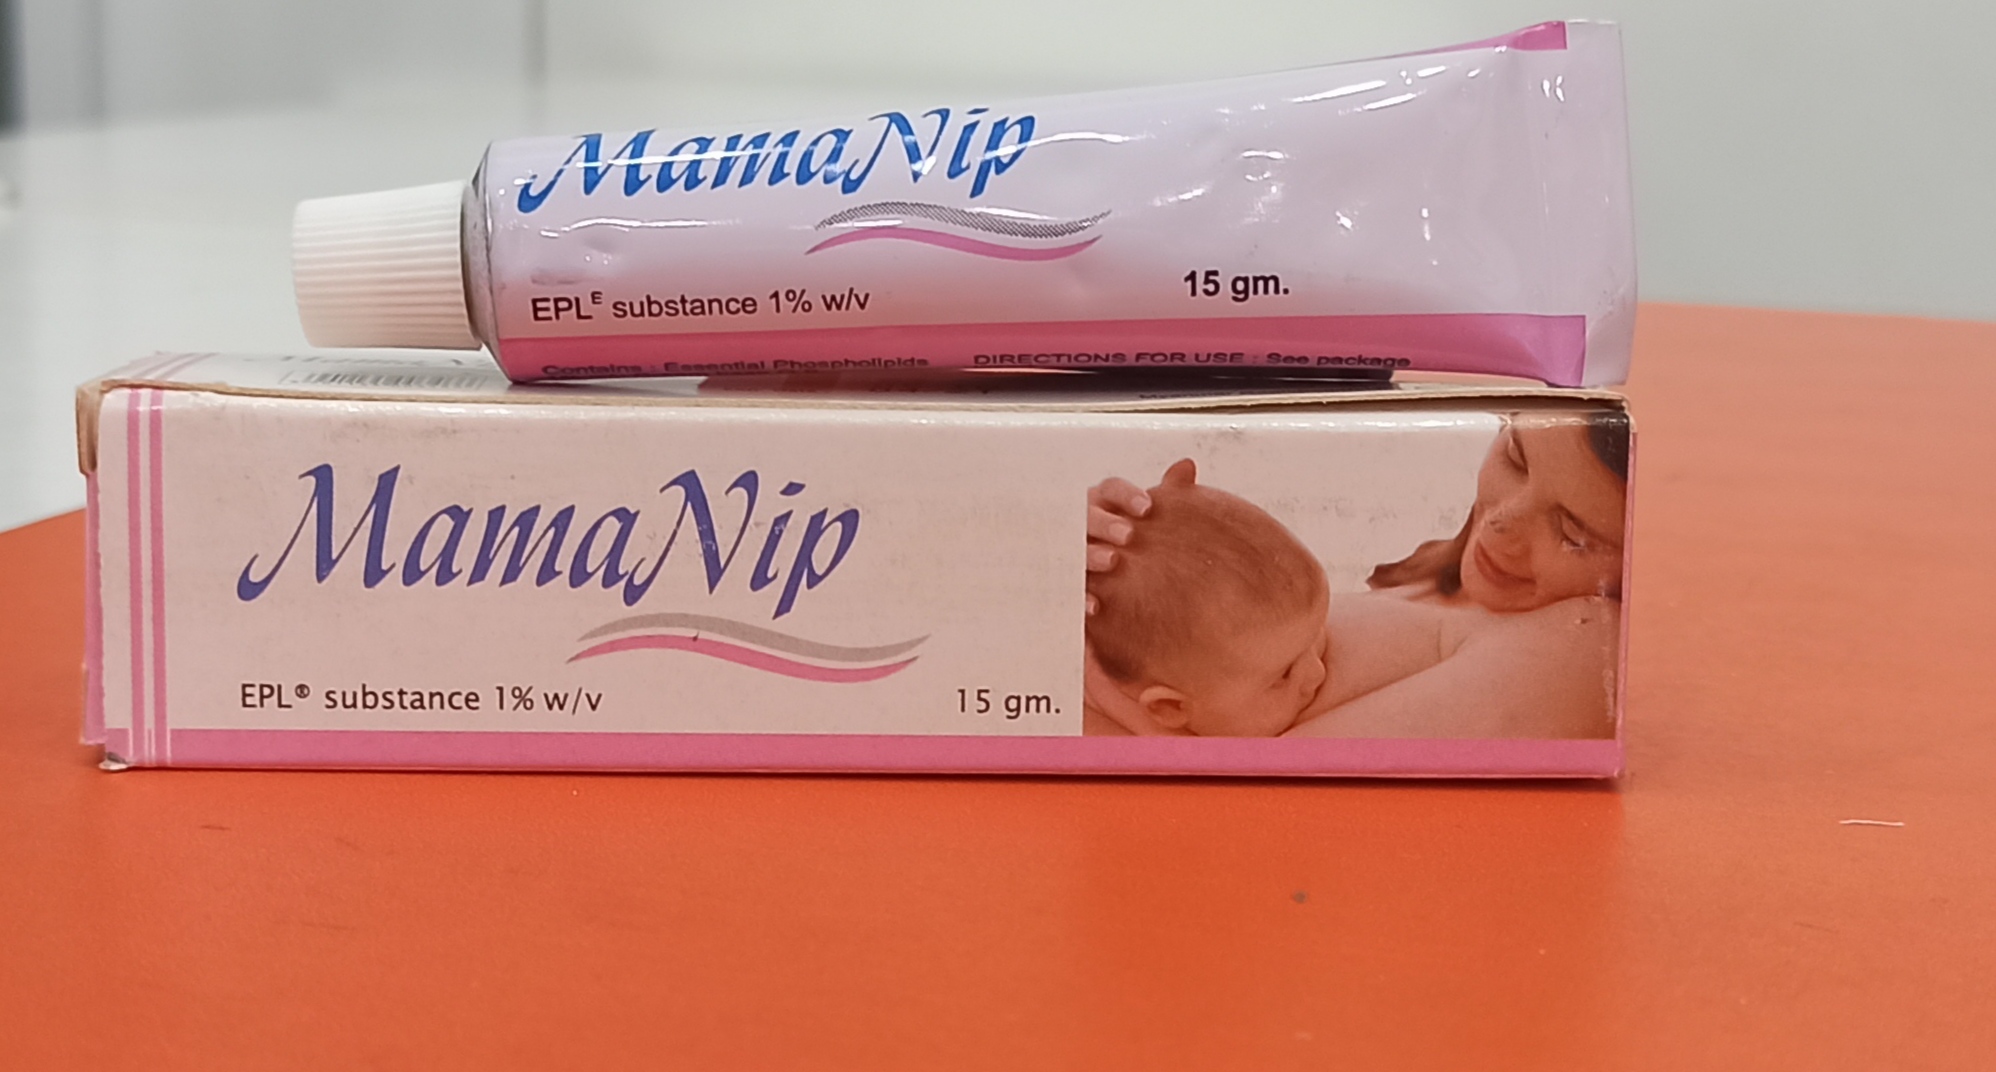 MamaNip
EPLᴱ substance 1% w/v
15 gm.
Contains : Essential Phospholipids
DIRECTIONS FOR USE : See package
MamaNip
EPL® substance 1% w/v
15 gm.